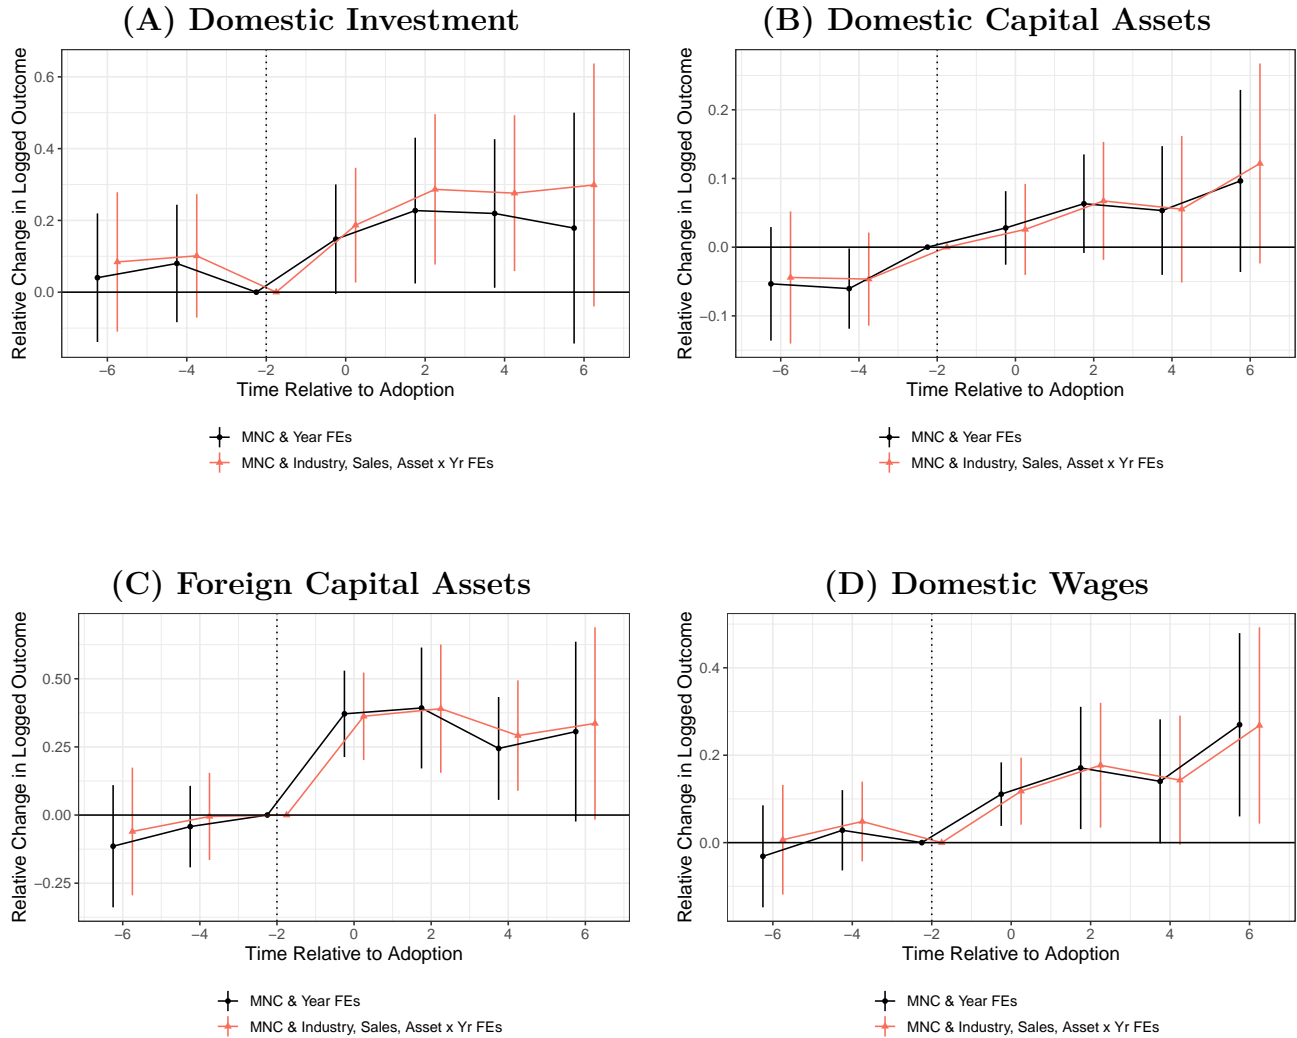 (A) Domestic Investment
Relative Change in Logged Outcome
0.6
0.4
0.2
0.0
−6 −4 −2 0 2 4 6
Time Relative to Adoption
MNC & Year FEs
MNC & Industry, Sales, Asset x Yr FEs
(B) Domestic Capital Assets
Relative Change in Logged Outcome
0.2
0.1
0.0
−0.1
−6 −4 −2 0 2 4 6
Time Relative to Adoption
MNC & Year FEs
MNC & Industry, Sales, Asset x Yr FEs
(C) Foreign Capital Assets
Relative Change in Logged Outcome
0.50
0.25
0.00
−0.25
−6 −4 −2 0 2 4 6
Time Relative to Adoption
MNC & Year FEs
MNC & Industry, Sales, Asset x Yr FEs
(D) Domestic Wages
Relative Change in Logged Outcome
0.4
0.2
0.0
−6 −4 −2 0 2 4 6
Time Relative to Adoption
MNC & Year FEs
MNC & Industry, Sales, Asset x Yr FEs